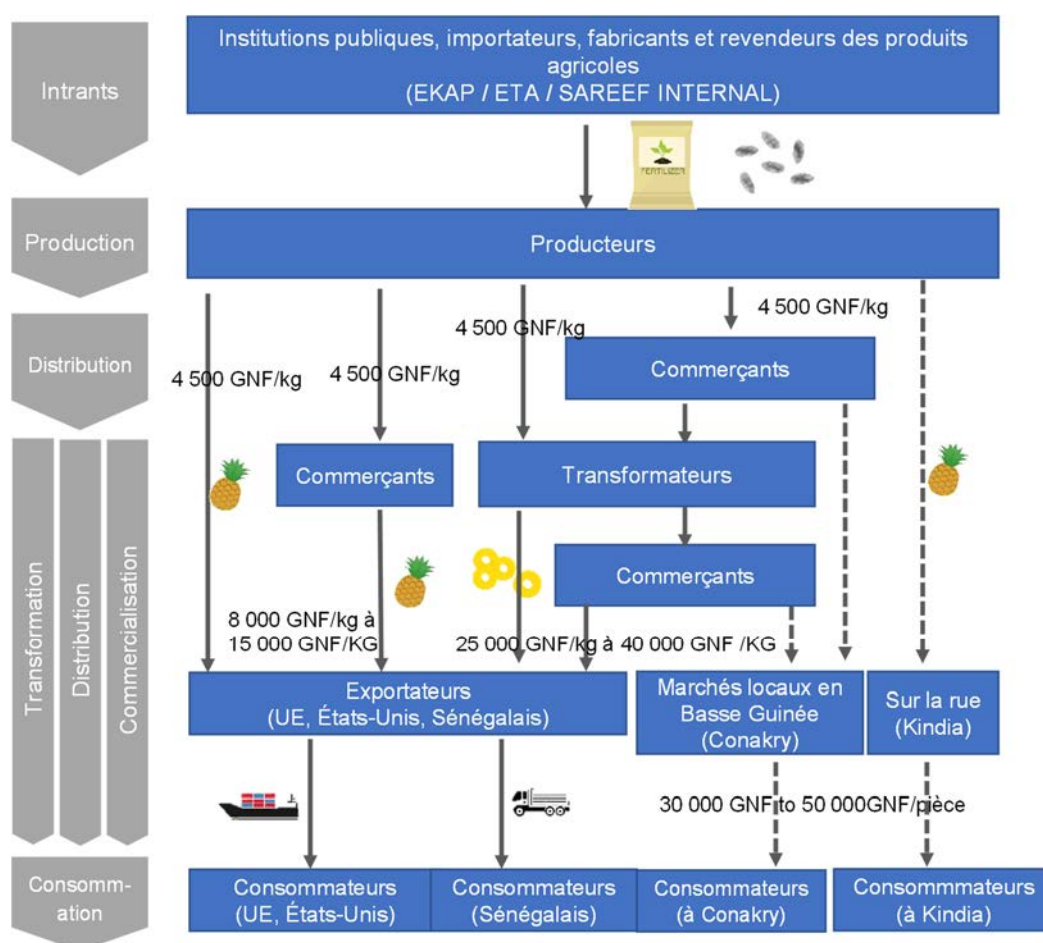 Intrants
Institutions publiques, importateurs, fabricants et revendeurs des produits
agricoles
(EKAP / ETA / SAREEF INTERNAL)
FERTILIZER
Production
Producteurs
Distribution
4 500 GNF/kg
4 500 GNF/kg
4 500 GNF/kg
4 500 GNF/kg
Commerçants
Transformation
Distribution
Commercialisation
Commerçants
Transformateurs
Commerçants
8 000 GNF/kg à
15 000 GNF/KG
25 000 GNF/kg à 40 000 GNF /KG
Exportateurs
(UE, États-Unis, Sénégalais)
Marchés locaux en
Basse Guinée
(Conakry)
Sur la rue
(Kindia)
30 000 GNF to 50 000GNF/pièce
Consomm-
ation
Consommateurs
(UE, États-Unis)
Consommateurs
(Sénégalais)
Consommateurs
(à Conakry)
Consommmateurs
(à Kindia)